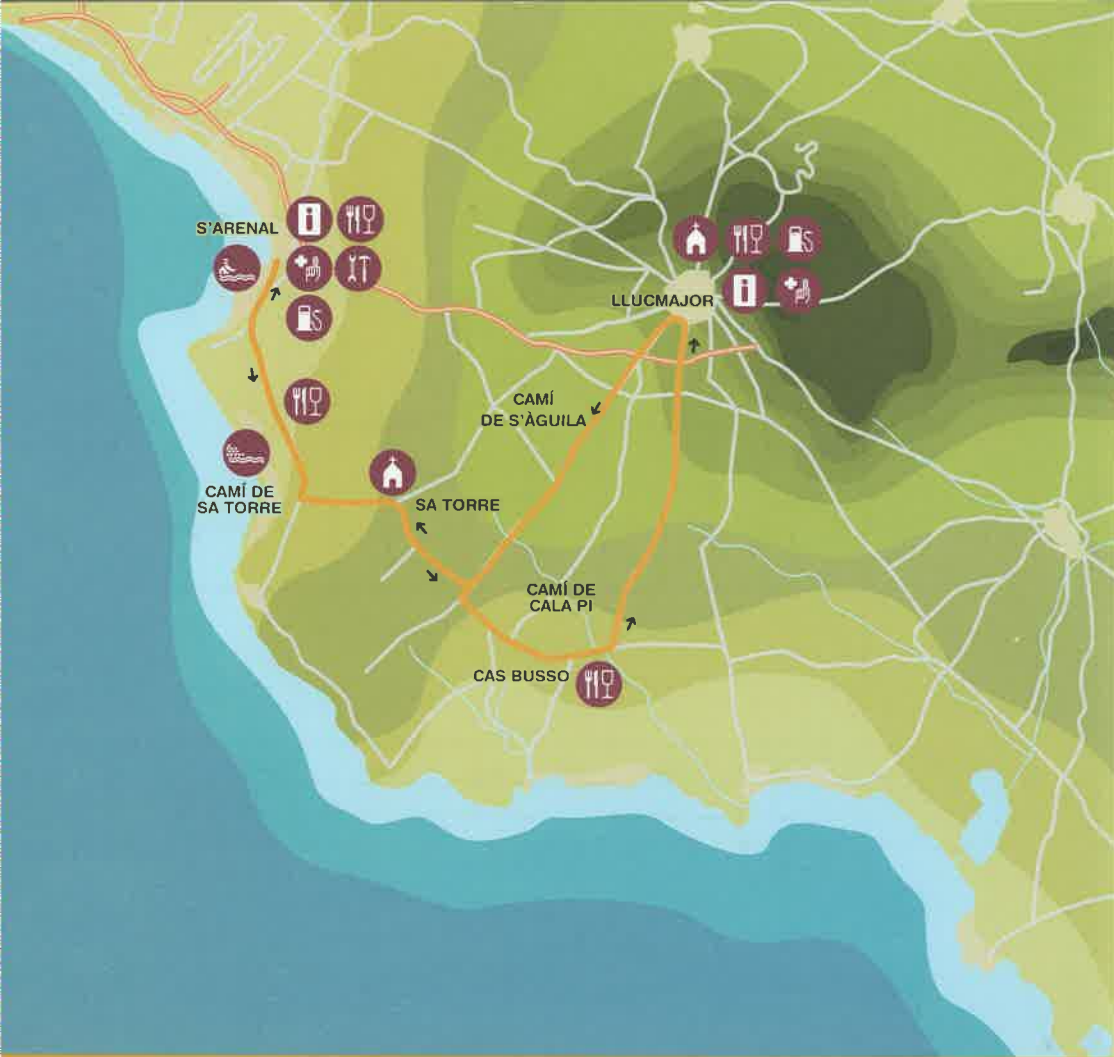 S'ARENAL
LLUCMAJOR
CAMÍ
DE S'ÀGUILA
CAMÍ DE
SA TORRE
SA TORRE
CAMÍ DE
CALA PI
CAS BUSSO